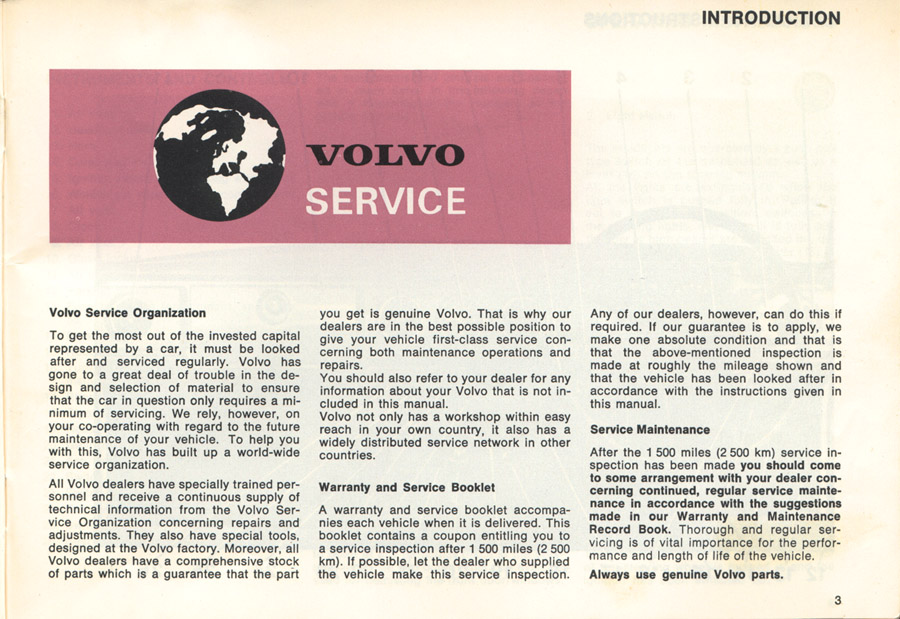 INTRODUCTION
VOLVO
SERVICE
Volvo Service Organization
To get the most out of the invested capital
represented by a car, it must be looked
after and serviced regularly. Volvo has
gone to a great deal of trouble in the de-
sign and selection of material to ensure
that the car in question only requires a mi-
nimum of servicing. We rely, however, on
your co-operating with regard to the future
maintenance of your vehicle. To help you
with this, Volvo has built up a world-wide
service organization.
All Volvo dealers have specially trained per-
sonnel and receive a continuous supply of
technical information from the Volvo Ser-
vice Organization concerning repairs and
adjustments. They also have special tools,
designed at the Volvo factory. Moreover, all
Volvo dealers have a comprehensive stock
of parts which is a guarantee that the part
you get is genuine Volvo. That is why our
dealers are in the best possible position to
give your vehicle first-class service con-
cerning both maintenance operations and
repairs.
You should also refer to your dealer for any
information about your Volvo that is not in-
cluded in this manual.
Volvo not only has a workshop within easy
reach in your own country, it also has a
widely distributed service network in other
countries.
Warranty and Service Booklet
A warranty and service booklet accompa-
nies each vehicle when it is delivered. This
booklet contains a coupon entitling you to
a service inspection after 1 500 miles (2 500
km). If possible, let the dealer who supplied
the vehicle make this service inspection.
Any of our dealers, however, can do this if
required. If our guarantee is to apply, we
make one absolute condition and that is
that the above-mentioned inspection is
made at roughly the mileage shown and
that the vehicle has been looked after in
accordance with the instructions given in
this manual.
Service Maintenance
After the 1 500 miles (2 500 km) service in-
spection has been made you should come
to some arrangement with your dealer con-
cerning continued, regular service mainte-
nance in accordance with the suggestions
made in our Warranty and Maintenance
Record Book. Thorough and regular ser-
vicing is of vital importance for the perfor-
mance and length of life of the vehicle.
Always use genuine Volvo parts.
3